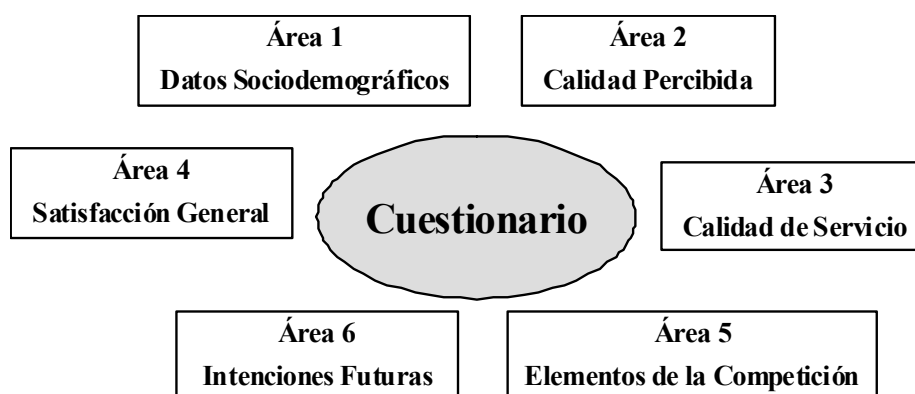 Área 1
Datos Sociodemográficos
Área 2
Calidad Percibida
Área 4
Satisfacción General
Cuestionario
Área 3
Calidad de Servicio
Área 6
Intenciones Futuras
Área 5
Elementos de la Competición